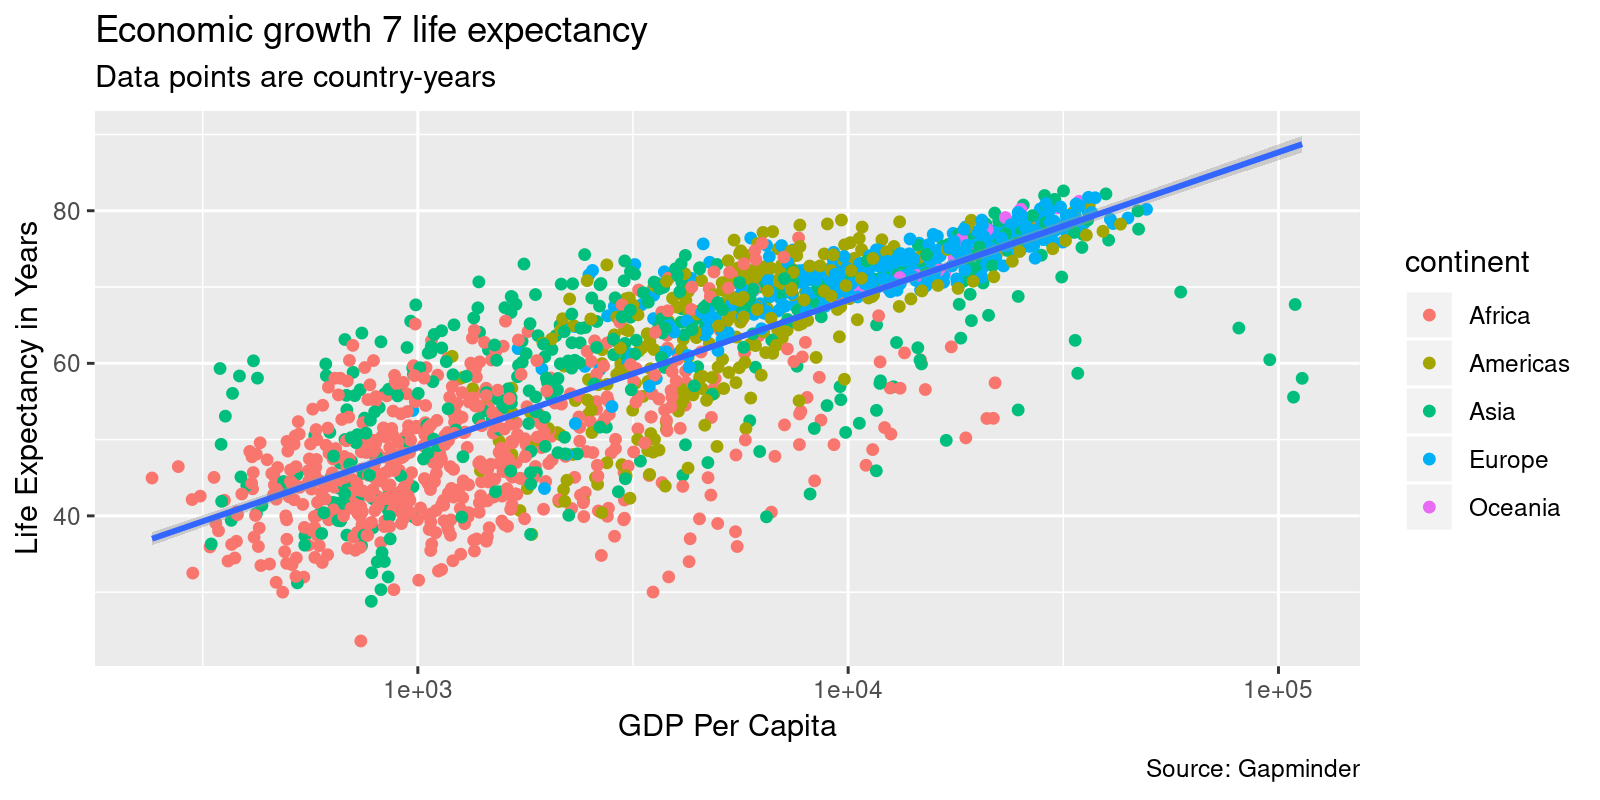 Economic growth 7 life expectancy
Data points are country-years
Life Expectancy in Years
80
60
40
1e+03
1e+04
1e+05
GDP Per Capita
continent
Africa
Americas
Asia
Europe
Oceania
Source: Gapminder